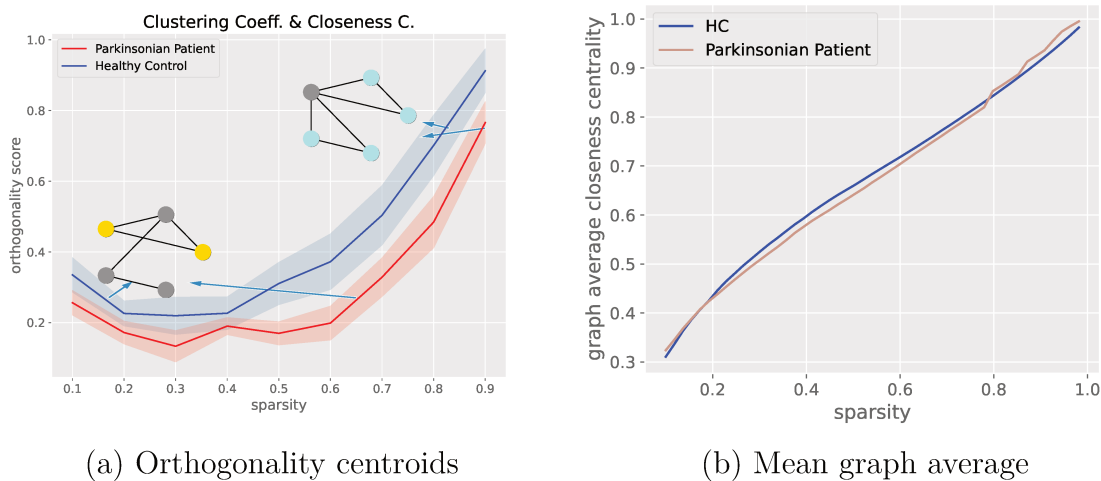 Clustering Coeff. & Closeness C.
Parkinsonian Patient
Healthy Control
1.0
0.8
0.6
0.4
0.2
orthogonality score
0.1 0.2 0.3 0.4 0.5 0.6 0.7 0.8 0.9
sparsity
(a) Orthogonality centroids
HC
Parkinsonian Patient
1.0
0.9
0.8
0.7
0.6
0.5
0.4
0.3
graph average closeness centrality
0.2 0.4 0.6 0.8 1.0
sparsity
(b) Mean graph average